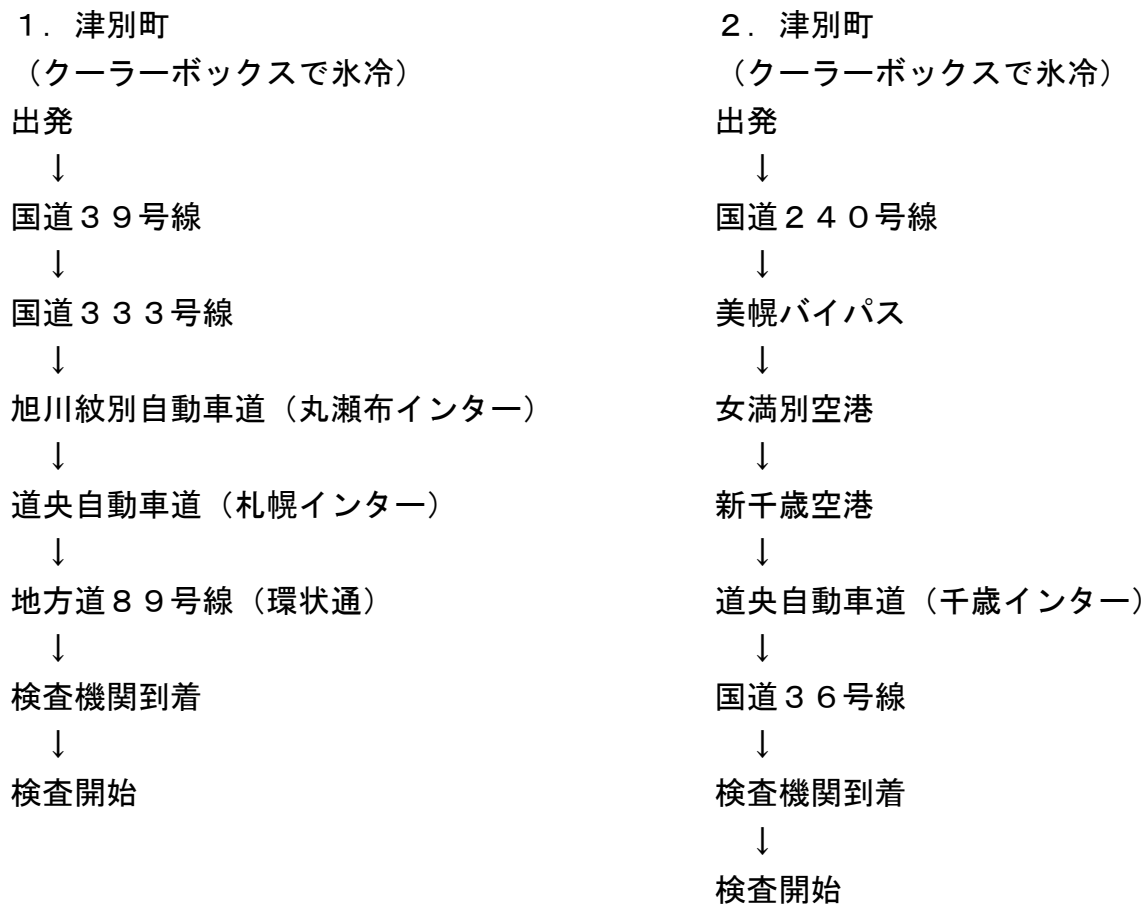 １．津別町
（クーラーボックスで氷冷）
出発
↓
国道３９号線
↓
国道３３３号線
↓
旭川紋別自動車道（丸瀬布インター）
↓
道央自動車道（札幌インター）
↓
地方道８９号線（環状通）
↓
検査機関到着
↓
検査開始
２．津別町
（クーラーボックスで氷冷）
出発
↓
国道２４０号線
↓
美幌バイパス
↓
女満別空港
↓
新千歳空港
↓
道央自動車道（千歳インター）
↓
国道３６号線
↓
検査機関到着
↓
検査開始